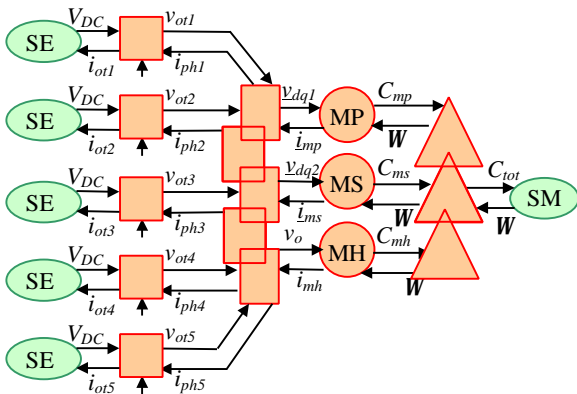 V_DC v_ot1
SE
i_ot1 i_ph1
V_DC v_ot2 v_dq1 C_mp
SE MP
i_ot2 i_ph2 i_mp W
V_DC v_ot3 v_dq2 C_ms C_tot
SE MS SM
i_ot3 i_ph3 i_ms W W
v_o C_mh
V_DC v_ot4 MH
SE i_mh W
i_ot4 i_ph4
V_DC v_ot5
SE
i_ot5 i_ph5